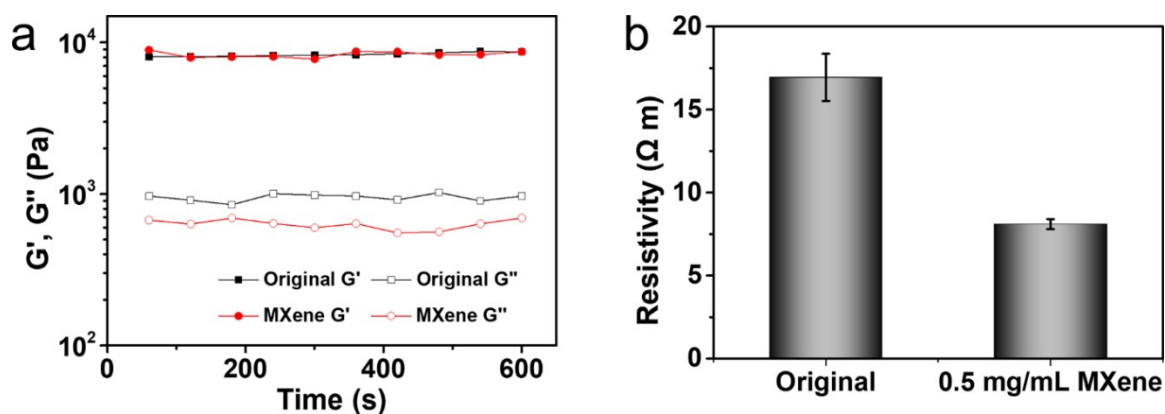 a
G', G'' (Pa)
10⁴
10³
10²
Original G' Original G''
MXene G' MXene G''
0 200 400 600
Time (s)
b
Resistivity (Ω m)
20
15
10
5
0
Original 0.5 mg/mL MXene